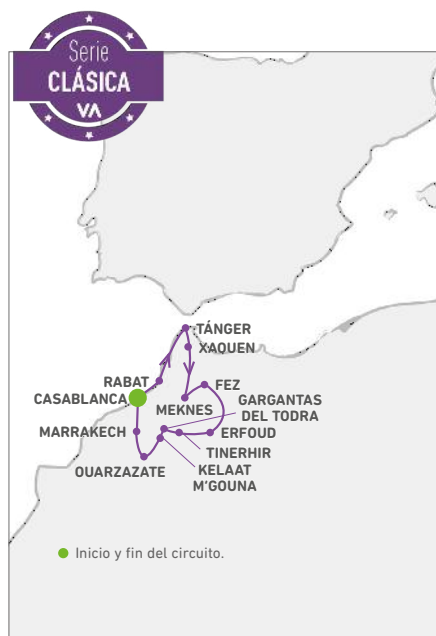 Serie
CLÁSICA
VA
TÁNGER
XAOUEN
RABAT
FEZ
CASABLANCA
MEKNES
GARGANTAS
DEL TODRA
MARRAKECH
ERFOUD
TINERHIR
OUARZAZATE
KELAAT
M'GOUNA
Inicio y fin del circuito.